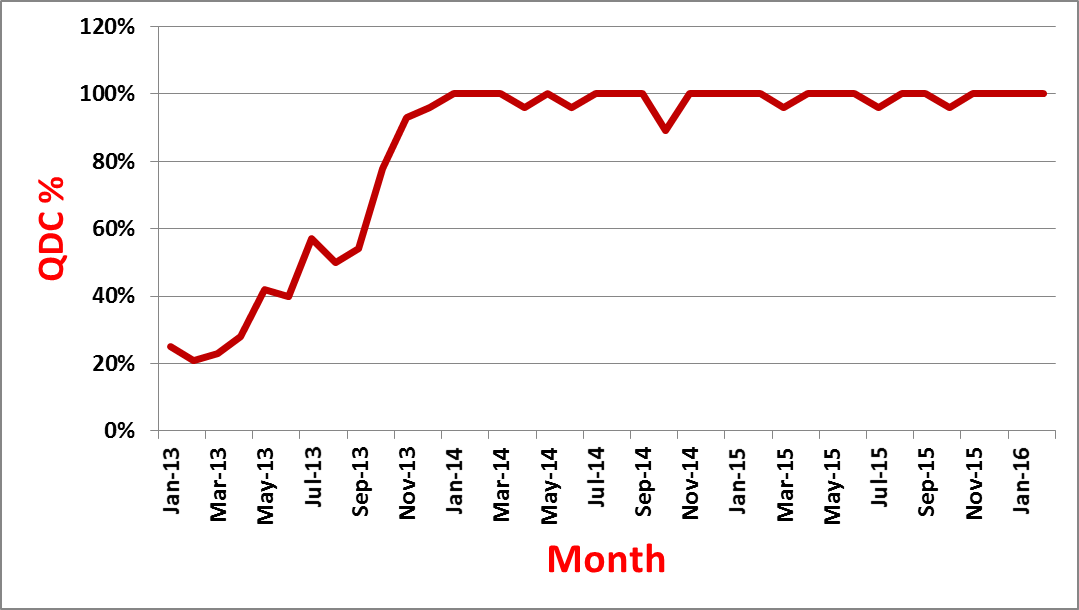 120%
100%
80%
60%
40%
20%
0%
QDC %
Jan-13
Mar-13
May-13
Jul-13
Sep-13
Nov-13
Jan-14
Mar-14
May-14
Jul-14
Sep-14
Nov-14
Jan-15
Mar-15
May-15
Jul-15
Sep-15
Nov-15
Jan-16
Month